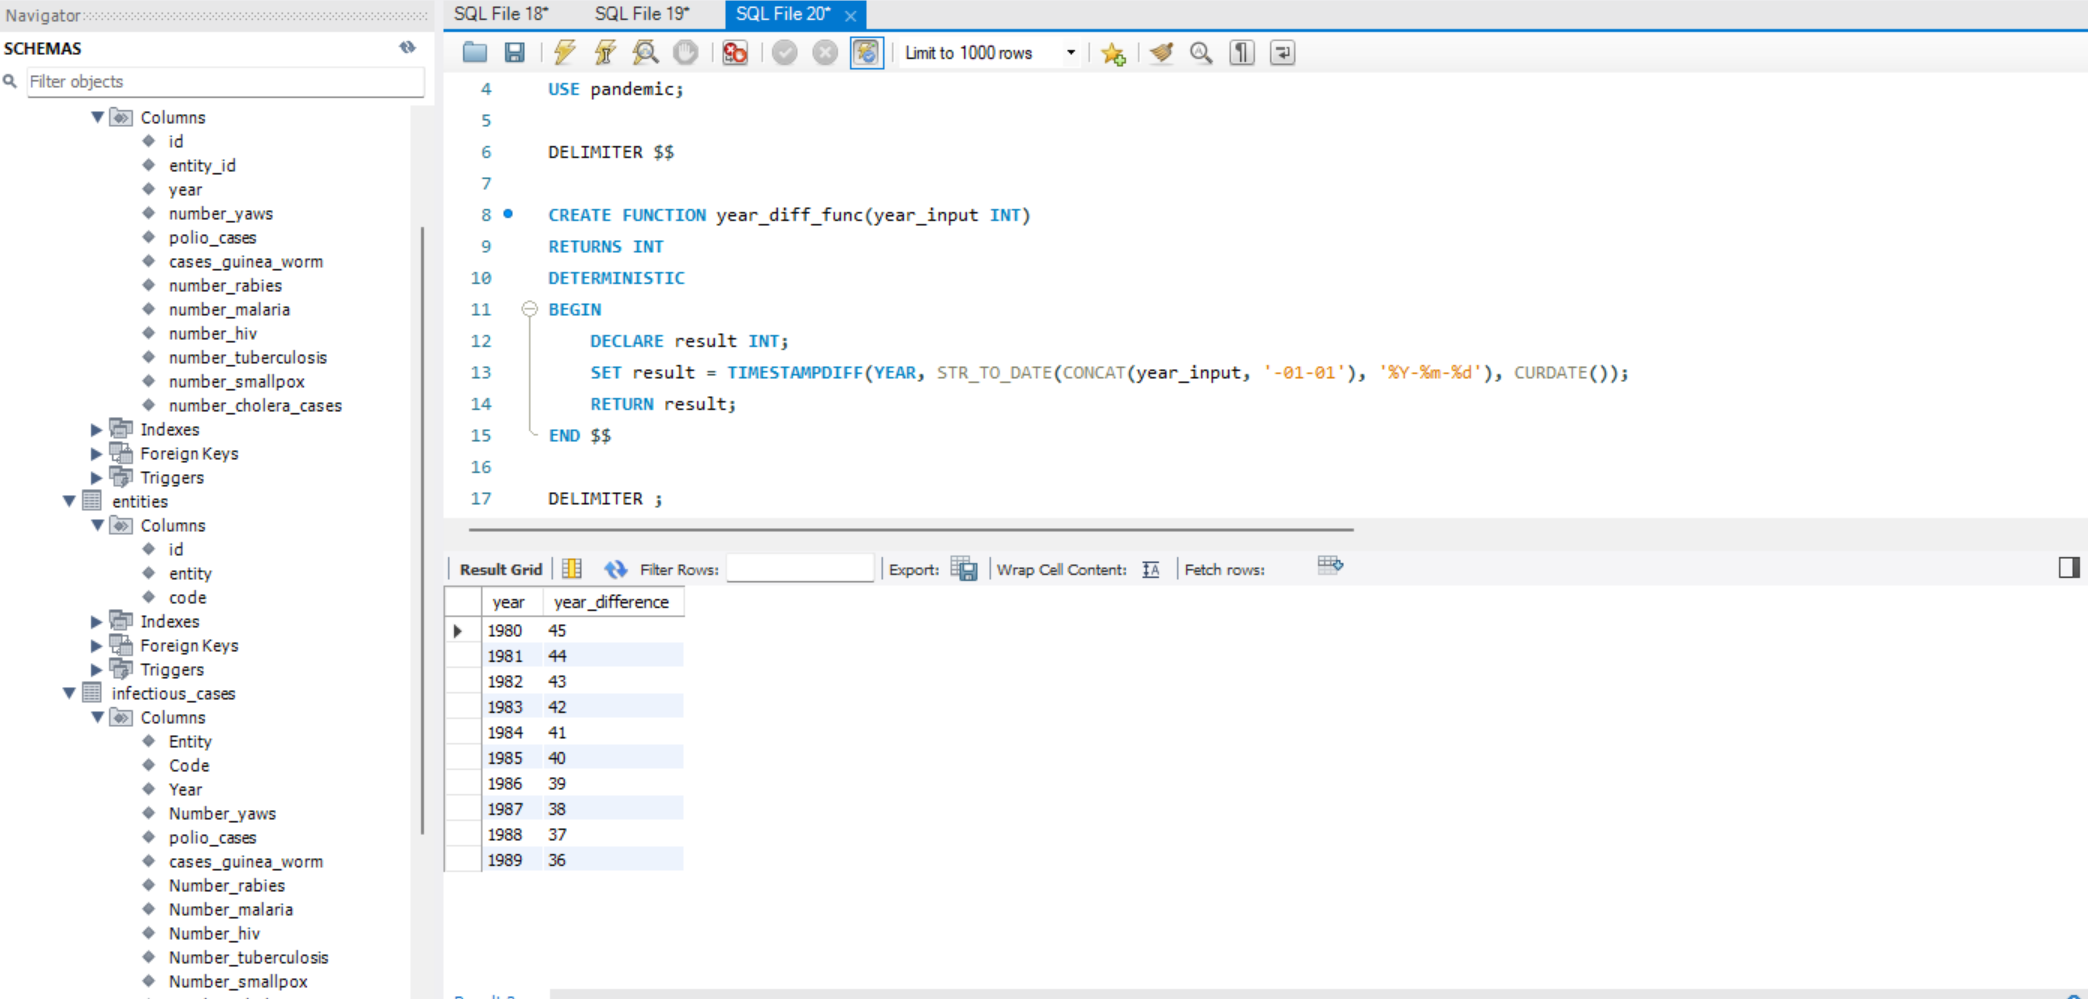 Navigator
SCHEMAS
Filter objects
Columns
id
entity_id
year
number_yaws
polio_cases
cases_guinea_worm
number_rabies
number_malaria
number_hiv
number_tuberculosis
number_smallpox
number_cholera_cases
Indexes
Foreign Keys
Triggers
entities
Columns
id
entity
code
Indexes
Foreign Keys
Triggers
infectious_cases
Columns
Entity
Code
Year
Number_yaws
polio_cases
cases_guinea_worm
Number_rabies
Number_malaria
Number_hiv
Number_tuberculosis
Number_smallpox
SQL File 18* SQL File 19* SQL File 20*
Limit to 1000 rows
4 USE pandemic;
5
6 DELIMITER $$
7
8 CREATE FUNCTION year_diff_func(year_input INT)
9 RETURNS INT
10 DETERMINISTIC
11 BEGIN
12 DECLARE result INT;
13 SET result = TIMESTAMPDIFF(YEAR, STR_TO_DATE(CONCAT(year_input, '-01-01'), '%Y-%m-%d'), CURDATE());
14 RETURN result;
15 END $$
16
17 DELIMITER ;
Result Grid Filter Rows: Export: Wrap Cell Content: Fetch rows:
year year_difference
1980 45
1981 44
1982 43
1983 42
1984 41
1985 40
1986 39
1987 38
1988 37
1989 36